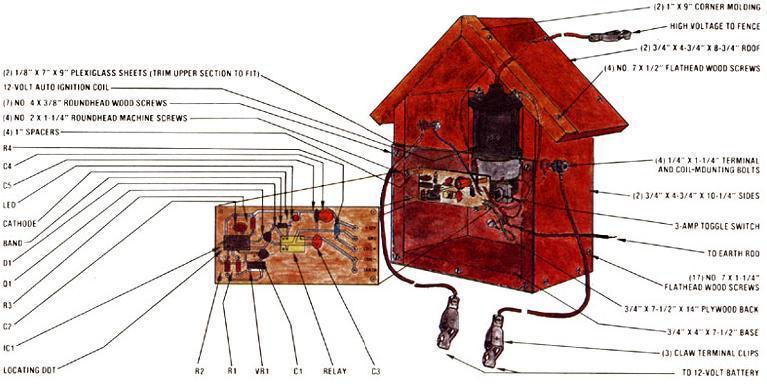 (2) 1" X 9" CORNER MOLDING
HIGH VOLTAGE TO FENCE
(2) 3/4" X 4-3/4" X 8-3/4" ROOF
(4) NO. 7 X 1/2" FLATHEAD WOOD SCREWS
(2) 1/8" X 7" X 9" PLEXIGLASS SHEETS (TRIM UPPER SECTION TO FIT)
12-VOLT AUTO IGNITION COIL
(7) NO. 4 X 3/8" ROUNDHEAD WOOD SCREWS
(4) NO. 2 X 1-1/4" ROUNDHEAD MACHINE SCREWS
(4) 1" SPACERS
R4
C4
C5
LED
CATHODE
BAND
D1
Q1
R3
C2
IC1
LOCATING DOT
R2
R1
VR1
C1
RELAY
C3
(4) 1/4" X 1-1/4" TERMINAL
AND COIL-MOUNTING BOLTS
(2) 3/4" X 4-3/4" X 10-1/4" SIDES
3-AMP TOGGLE SWITCH
TO EARTH ROD
(17) NO. 7 X 1-1/4"
FLATHEAD WOOD SCREWS
3/4" X 7-1/2" X 14" PLYWOOD BACK
3/4" X 4" X 7-1/2" BASE
(3) CLAW TERMINAL CLIPS
TO 12-VOLT BATTERY